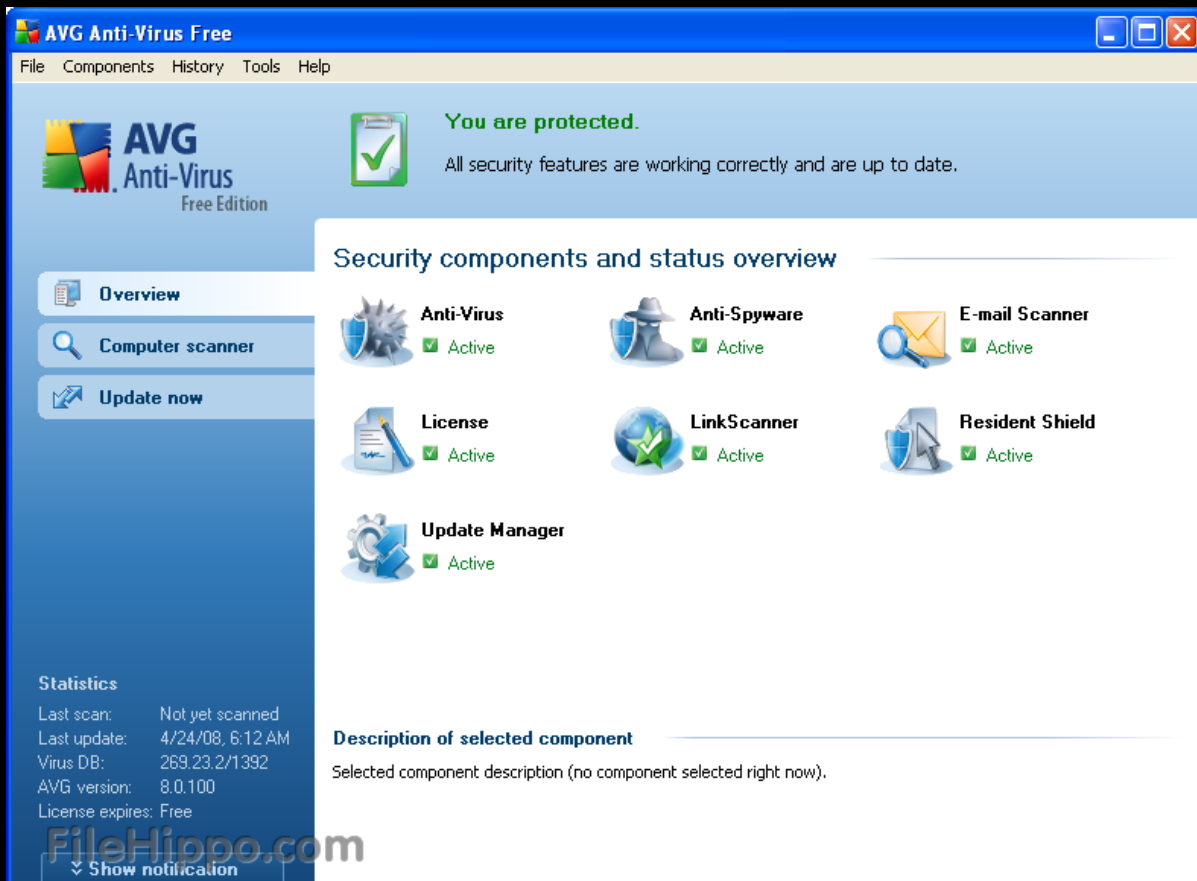 AVG Anti-Virus Free
File Components History Tools Help
AVG
Anti-Virus
Free Edition
You are protected.
All security features are working correctly and are up to date.
Overview
Computer scanner
Update now
Security components and status overview
Anti-Virus
Active
Anti-Spyware
Active
E-mail Scanner
Active
License
Active
LinkScanner
Active
Resident Shield
Active
Update Manager
Active
Statistics
Last scan: Not yet scanned
Last update: 4/24/08, 6:12 AM
Virus DB: 269.23.2/1392
AVG version: 8.0.100
License expires: Free
Description of selected component
Selected component description (no component selected right now).
FileHippo.com
Show notification